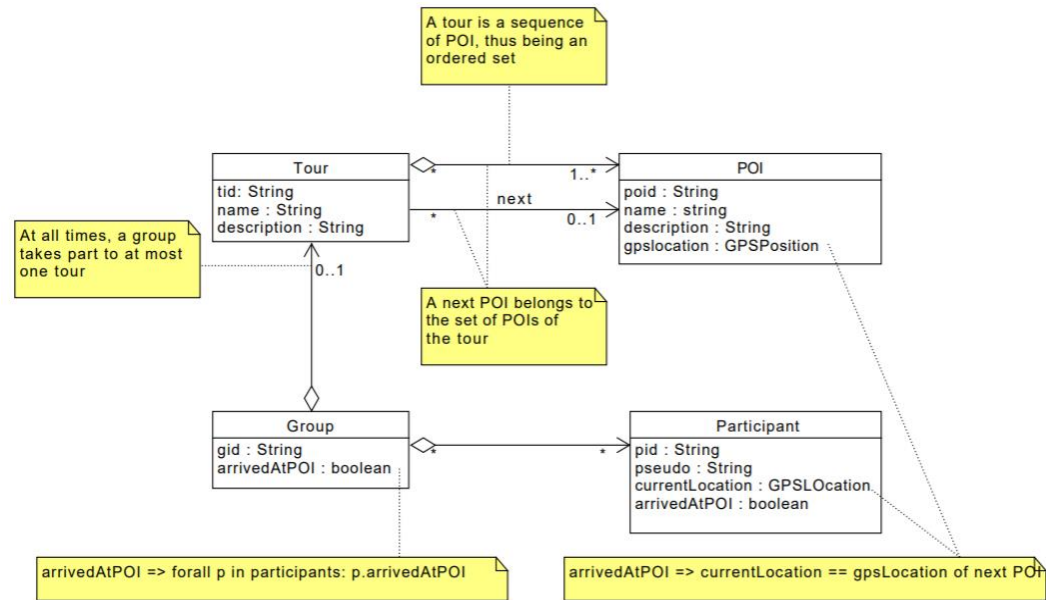 A tour is a sequence
of POI, thus being an
ordered set
Tour
tid: String
name : String
description : String
*
1..*
next
*
0..1
POI
poid : String
name : string
description : String
gpslocation : GPSPosition
At all times, a group
takes part to at most
one tour
0..1
A next POI belongs to
the set of POIs of
the tour
Group
gid : String
arrivedAtPOI : boolean
*
*
Participant
pid : String
pseudo : String
currentLocation : GPSLOcation
arrivedAtPOI : boolean
arrivedAtPOI => forall p in participants: p.arrivedAtPOI
arrivedAtPOI => currentLocation == gpsLocation of next POI